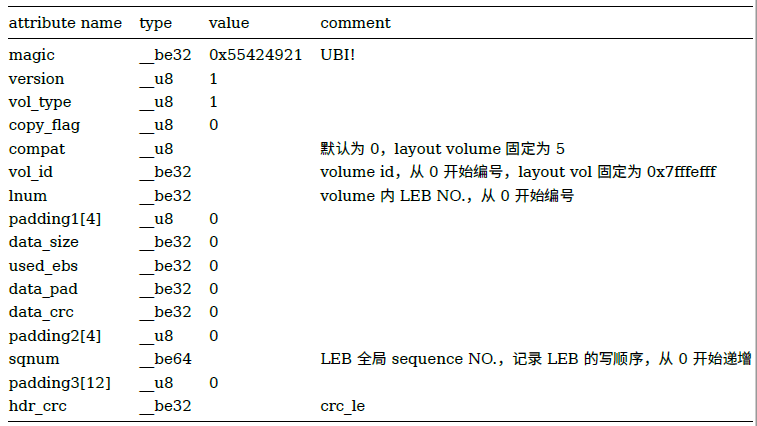 attribute name type value comment
magic __be32 0x55424921 UBI!
version __u8 1
vol_type __u8 1
copy_flag __u8 0
compat __u8 默认为 0，layout volume 固定为 5
vol_id __be32 volume id，从 0 开始编号，layout vol 固定为 0x7fffefff
lnum __be32 volume 内 LEB NO.，从 0 开始编号
padding1[4] __u8 0
data_size __be32 0
used_ebs __be32 0
data_pad __be32 0
data_crc __be32 0
padding2[4] __u8 0
sqnum __be64 LEB 全局 sequence NO.，记录 LEB 的写顺序，从 0 开始递增
padding3[12] __u8 0
hdr_crc __be32 crc_le